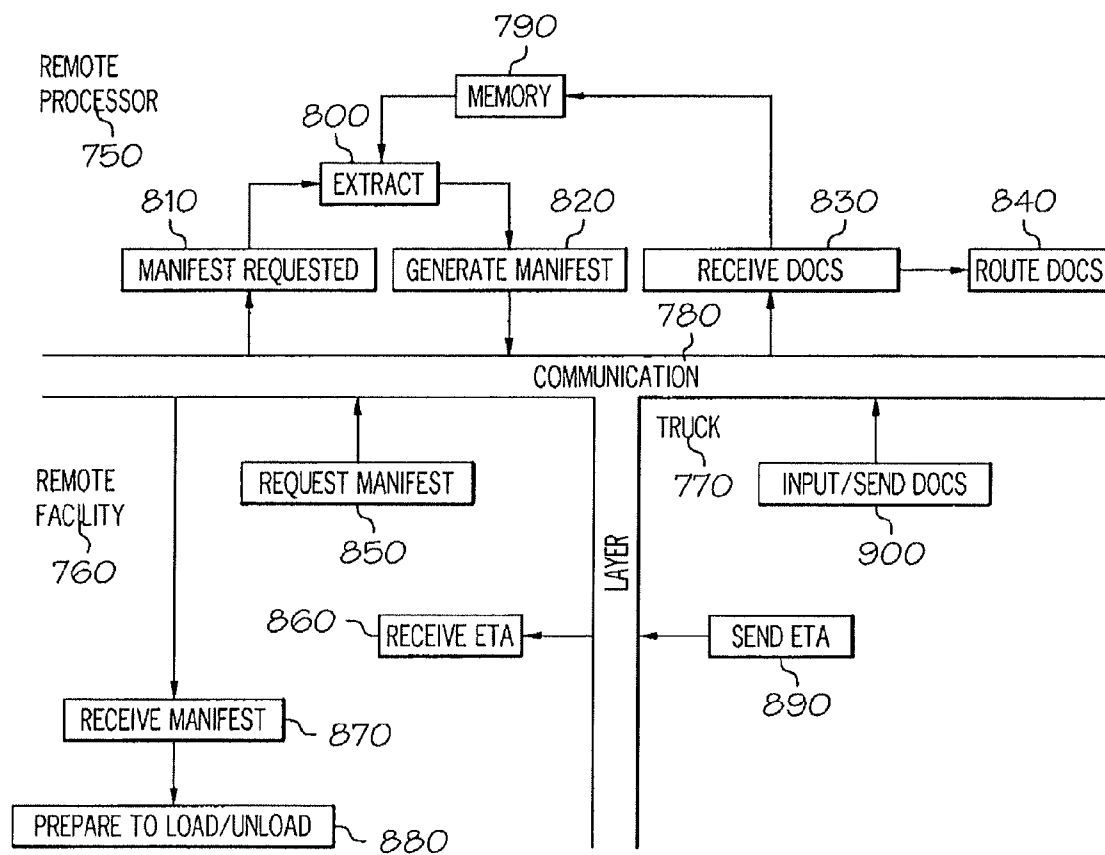 790
REMOTE
PROCESSOR
750
MEMORY
800
EXTRACT
810
820
830
840
MANIFEST REQUESTED
GENERATE MANIFEST
RECEIVE DOCS
ROUTE DOCS
780
COMMUNICATION
LAYER
REMOTE
FACILITY
760
REQUEST MANIFEST
850
TRUCK
770
INPUT/SEND DOCS
900
860
RECEIVE ETA
SEND ETA
890
RECEIVE MANIFEST
870
PREPARE TO LOAD/UNLOAD
880